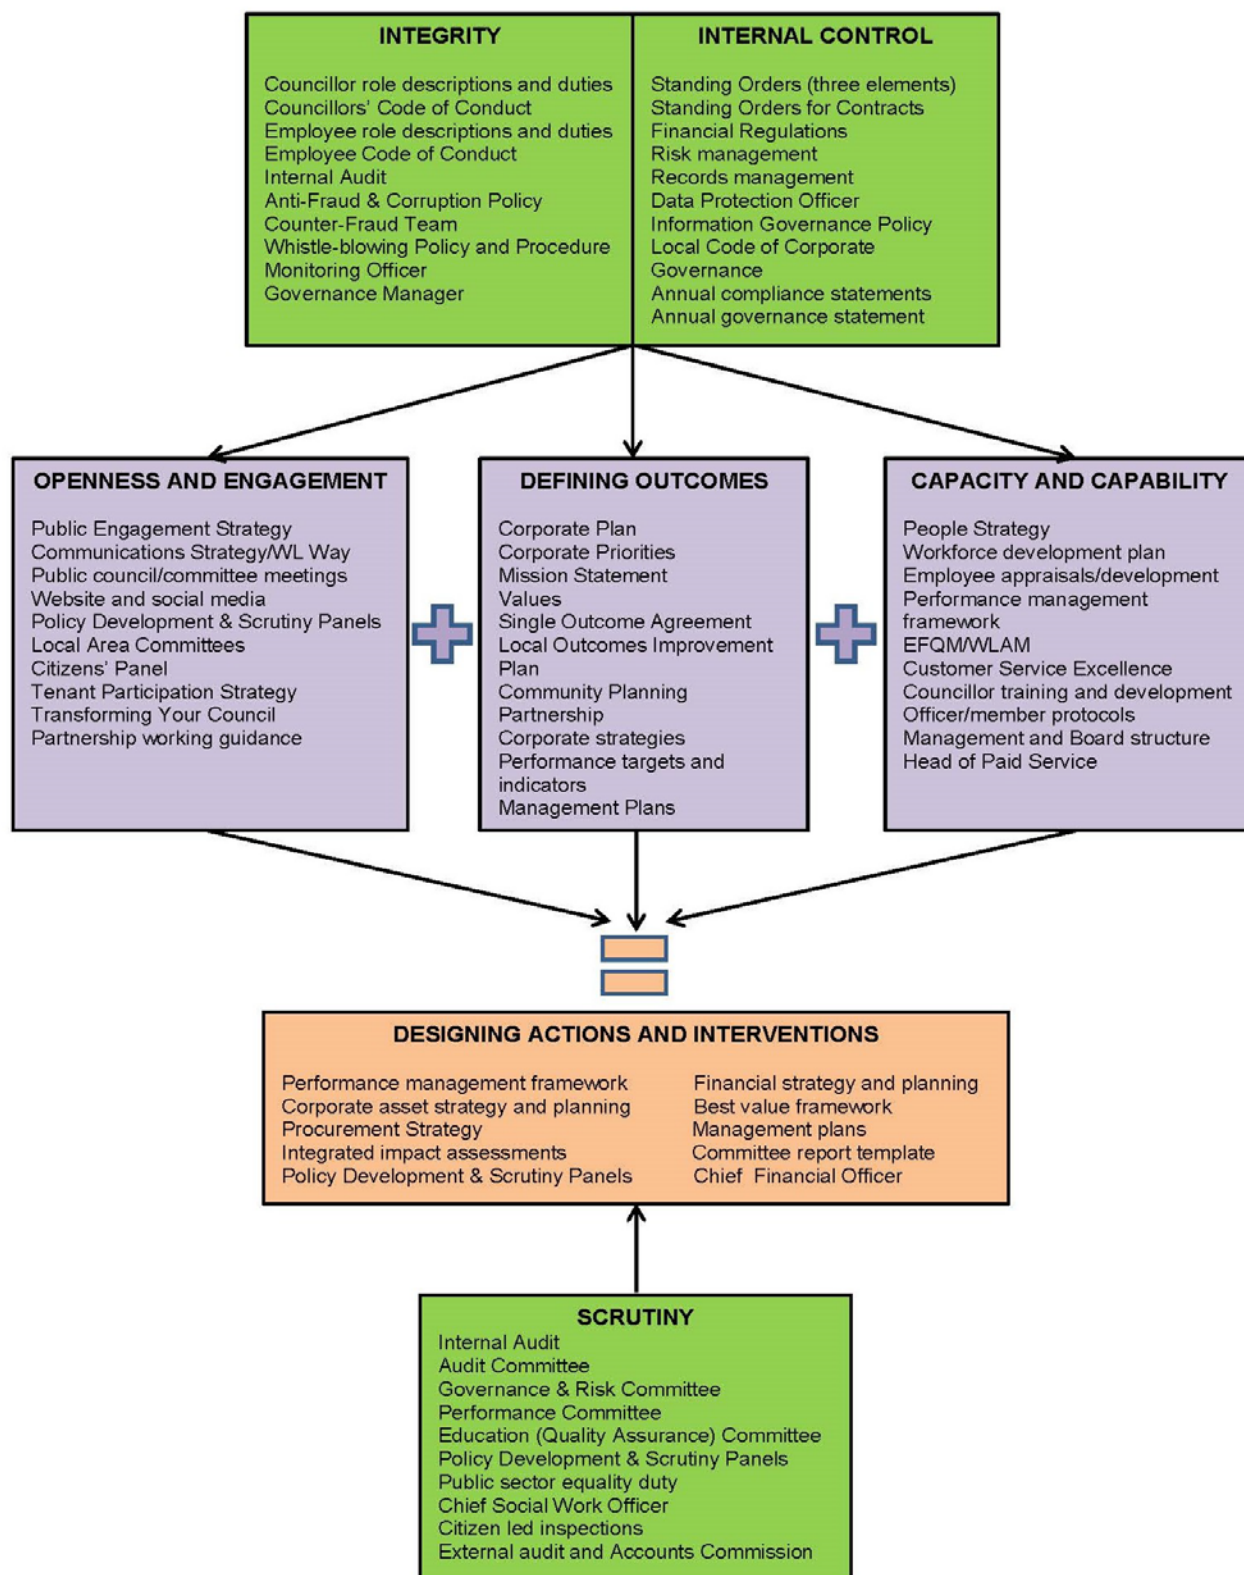 INTEGRITY
Councillor role descriptions and duties
Councillors' Code of Conduct
Employee role descriptions and duties
Employee Code of Conduct
Internal Audit
Anti-Fraud & Corruption Policy
Counter-Fraud Team
Whistle-blowing Policy and Procedure
Monitoring Officer
Governance Manager
INTERNAL CONTROL
Standing Orders (three elements)
Standing Orders for Contracts
Financial Regulations
Risk management
Records management
Data Protection Officer
Information Governance Policy
Local Code of Corporate
Governance
Annual compliance statements
Annual governance statement
OPENNESS AND ENGAGEMENT
Public Engagement Strategy
Communications Strategy/WL Way
Public council/committee meetings
Website and social media
Policy Development & Scrutiny Panels
Local Area Committees
Citizens' Panel
Tenant Participation Strategy
Transforming Your Council
Partnership working guidance
DEFINING OUTCOMES
Corporate Plan
Corporate Priorities
Mission Statement
Values
Single Outcome Agreement
Local Outcomes Improvement
Plan
Community Planning
Partnership
Corporate strategies
Performance targets and
indicators
Management Plans
CAPACITY AND CAPABILITY
People Strategy
Workforce development plan
Employee appraisals/development
Performance management
framework
EFQM/WLAM
Customer Service Excellence
Councillor training and development
Officer/member protocols
Management and Board structure
Head of Paid Service
DESIGNING ACTIONS AND INTERVENTIONS
Performance management framework
Corporate asset strategy and planning
Procurement Strategy
Integrated impact assessments
Policy Development & Scrutiny Panels
Financial strategy and planning
Best value framework
Management plans
Committee report template
Chief Financial Officer
SCRUTINY
Internal Audit
Audit Committee
Governance & Risk Committee
Performance Committee
Education (Quality Assurance) Committee
Policy Development & Scrutiny Panels
Public sector equality duty
Chief Social Work Officer
Citizen led inspections
External audit and Accounts Commission